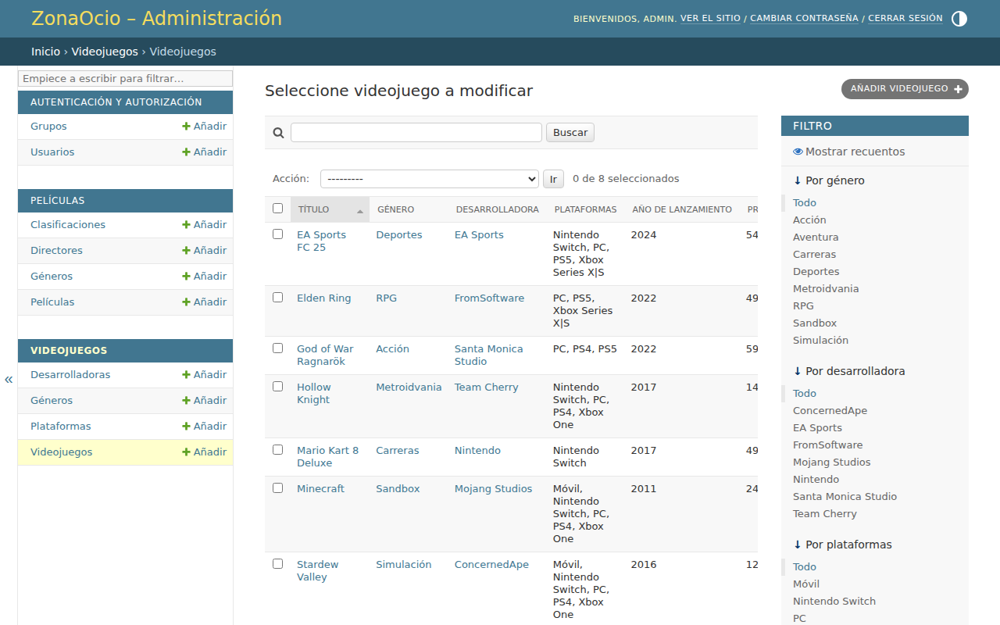 ZonaOcio – Administración
BIENVENIDOS, ADMIN. VER EL SITIO / CAMBIAR CONTRASEÑA / CERRAR SESIÓN
Inicio › Videojuegos › Videojuegos
Empiece a escribir para filtrar…
AUTENTICACIÓN Y AUTORIZACIÓN
Grupos Añadir
Usuarios Añadir
PELÍCULAS
Clasificaciones Añadir
Directores Añadir
Géneros Añadir
Películas Añadir
VIDEOJUEGOS
Desarrolladoras Añadir
Géneros Añadir
Plataformas Añadir
Videojuegos Añadir
«
Seleccione videojuego a modificar
AÑADIR VIDEOJUEGO
Buscar
Acción: --------- Ir 0 de 8 seleccionados
TÍTULO GÉNERO DESARROLLADORA PLATAFORMAS AÑO DE LANZAMIENTO PR
EA Sports Deportes EA Sports Nintendo 2024 54
FC 25 Switch, PC,
PS5, Xbox
Series X|S
Elden Ring RPG FromSoftware PC, PS5, 2022 49
Xbox Series
X|S
God of War Acción Santa Monica PC, PS4, PS5 2022 59
Ragnarök Studio
Hollow Metroidvania Team Cherry Nintendo 2017 14
Knight Switch, PC,
PS4, Xbox
One
Mario Kart 8 Carreras Nintendo Nintendo 2017 49
Deluxe Switch
Minecraft Sandbox Mojang Studios Móvil, 2011 24
Nintendo
Switch, PC,
PS4, Xbox
One
Stardew Simulación ConcernedApe Móvil, 2016 12
Valley Nintendo
Switch, PC,
PS4, Xbox
One
FILTRO
Mostrar recuentos
↓ Por género
Todo
Acción
Aventura
Carreras
Deportes
Metroidvania
RPG
Sandbox
Simulación
↓ Por desarrolladora
Todo
ConcernedApe
EA Sports
FromSoftware
Mojang Studios
Nintendo
Santa Monica Studio
Team Cherry
↓ Por plataformas
Todo
Móvil
Nintendo Switch
PC